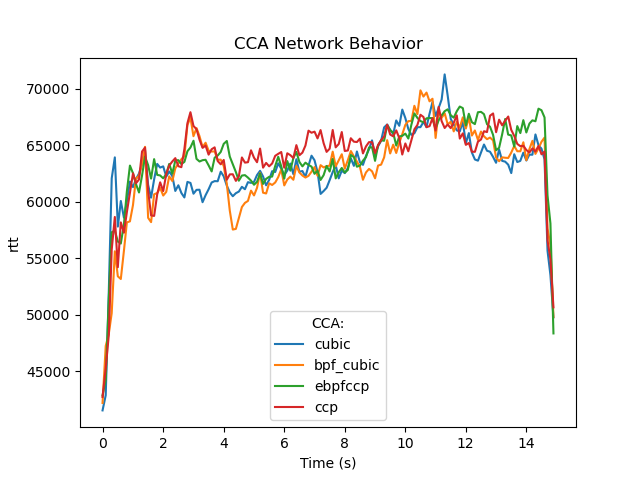 CCA Network Behavior
70000
65000
60000
55000
50000
45000
rtt
CCA:
cubic
bpf_cubic
ebpfccp
ccp
0 2 4 6 8 10 12 14
Time (s)